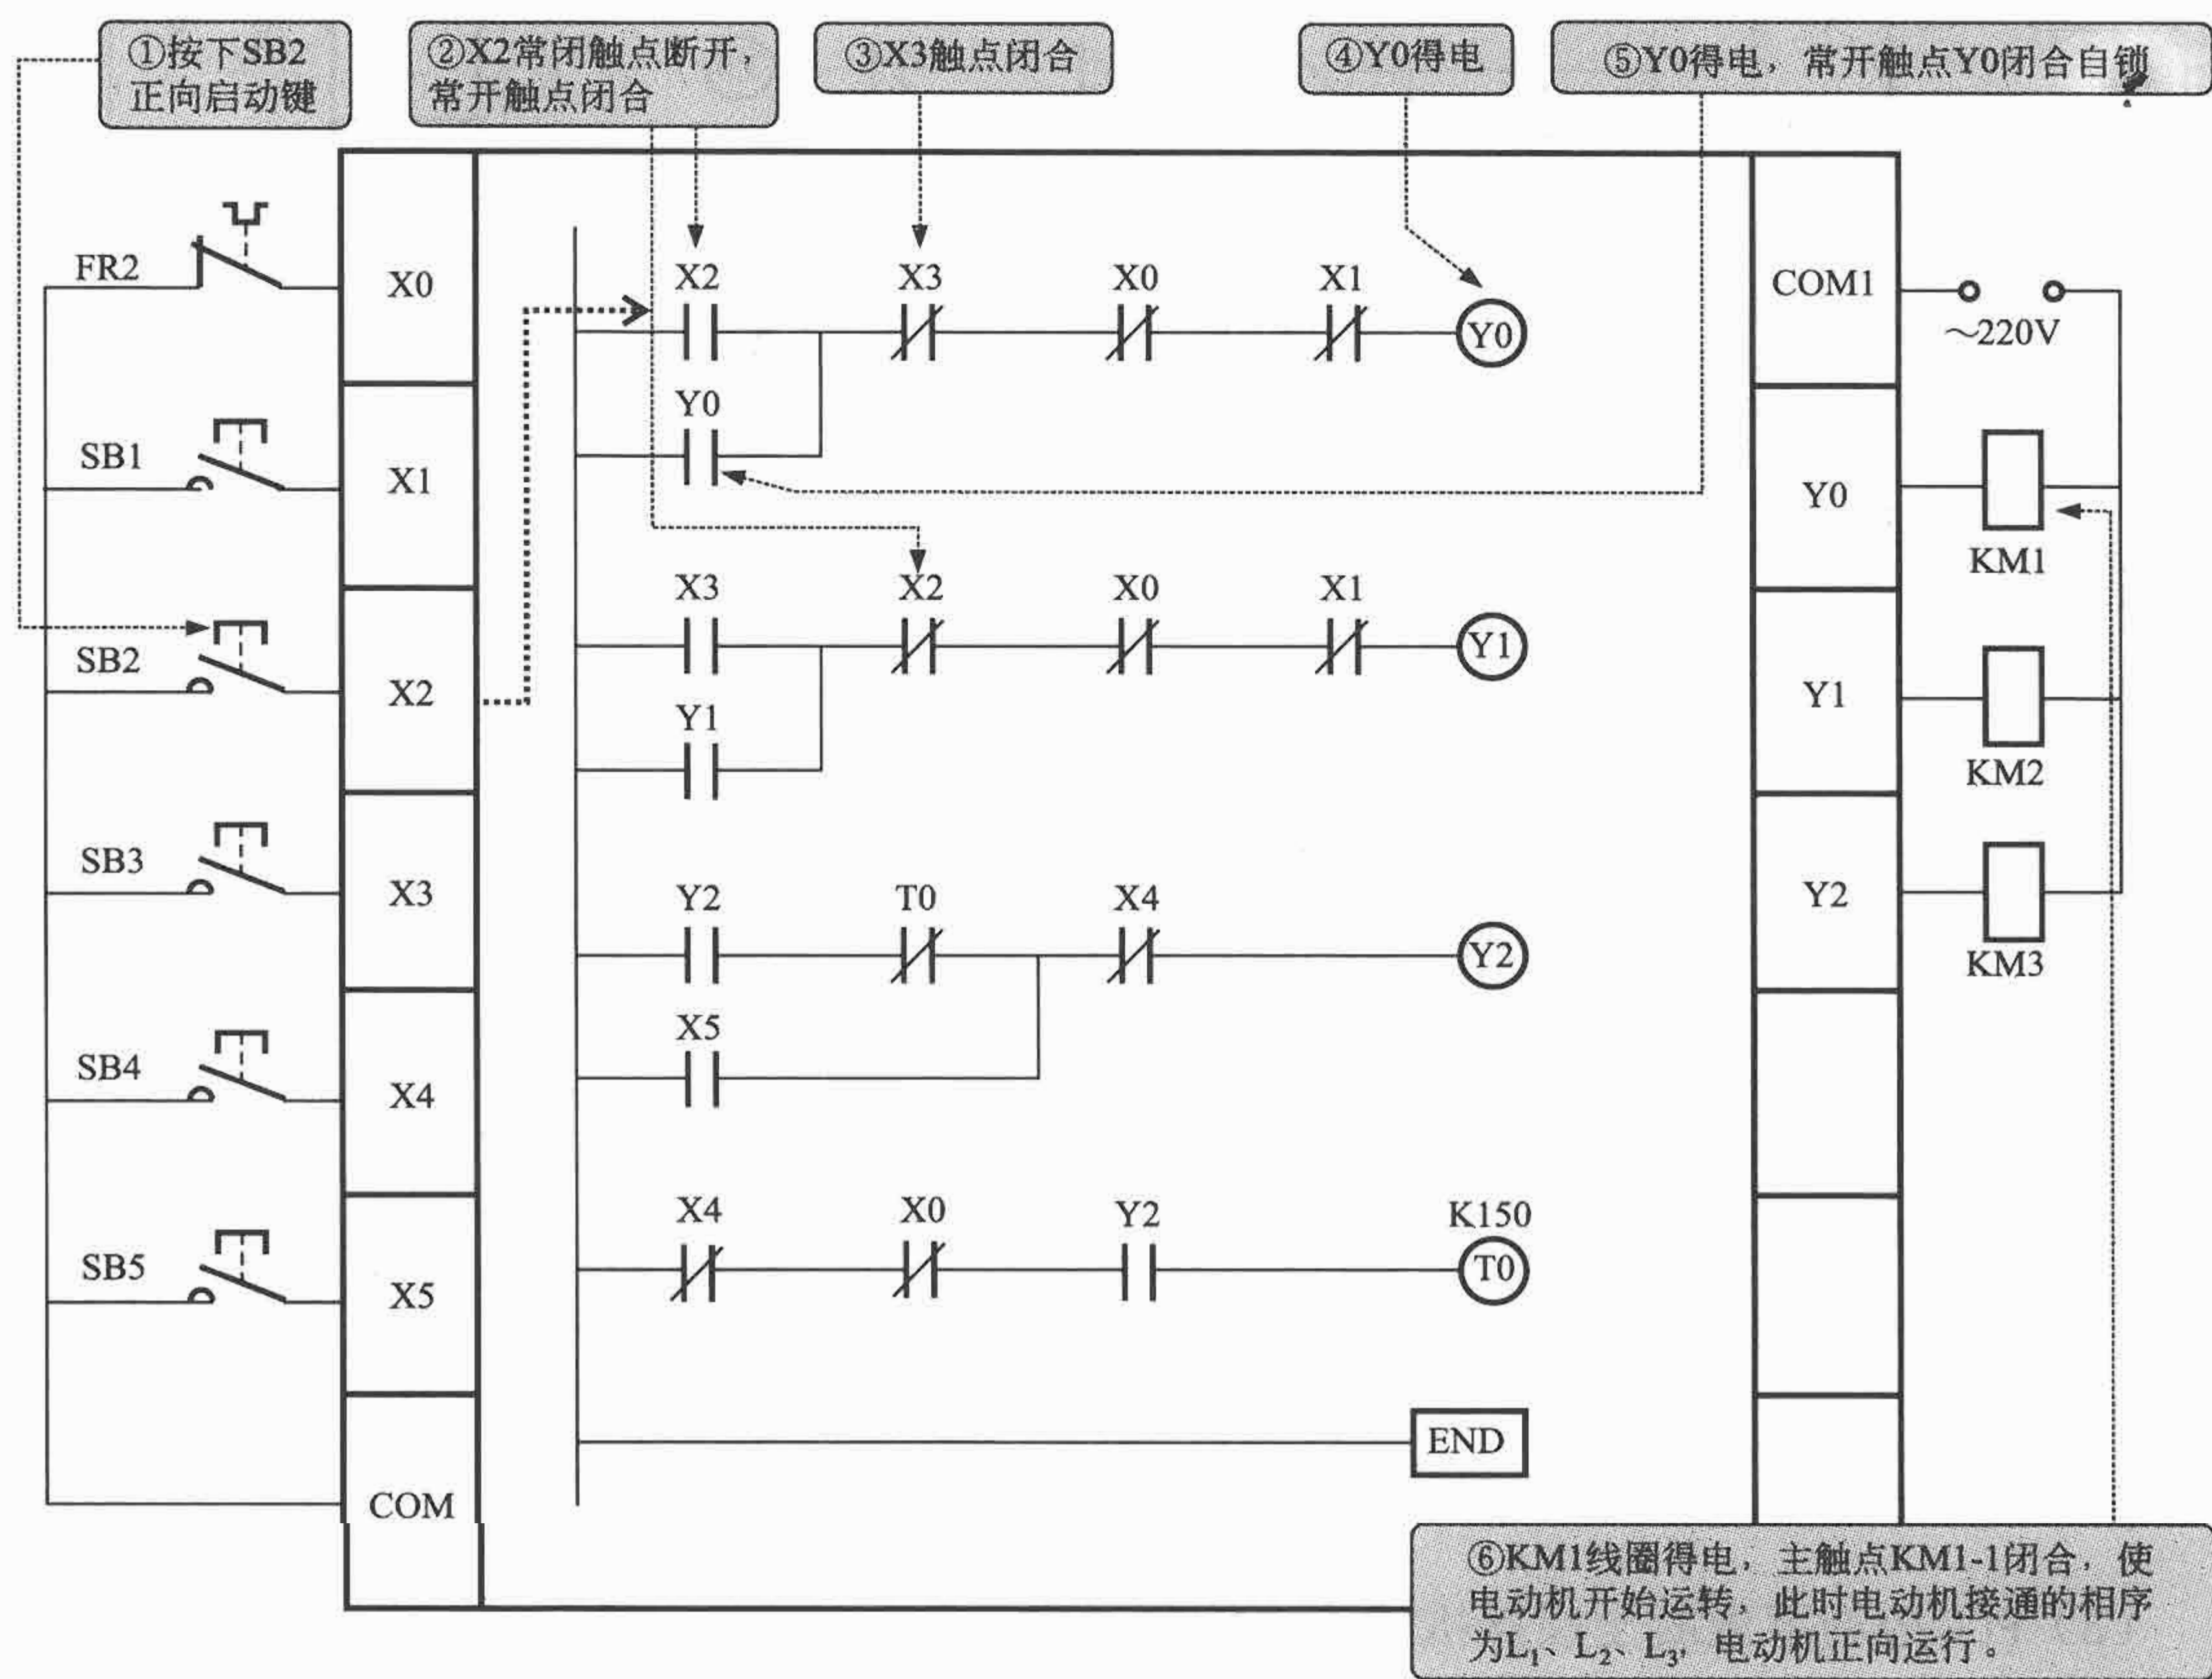 ①按下SB2
正向启动键
②X2常闭触点断开，
常开触点闭合
③X3触点闭合
④Y0得电
⑤Y0得电，常开触点Y0闭合自锁
FR2
X0
SB1
X1
SB2
X2
SB3
X3
SB4
X4
SB5
X5
COM
X2 X3 X0 X1
Y0
Y0
X3 X2 X0 X1
Y1
Y1
Y2 T0 X4
Y2
X5
X4 X0 Y2 K150
T0
END
COM1
～220V
Y0
KM1
Y1
KM2
Y2
KM3
⑥KM1线圈得电，主触点KM1-1闭合，使
电动机开始运转，此时电动机接通的相序
为L₁、L₂、L₃，电动机正向运行。